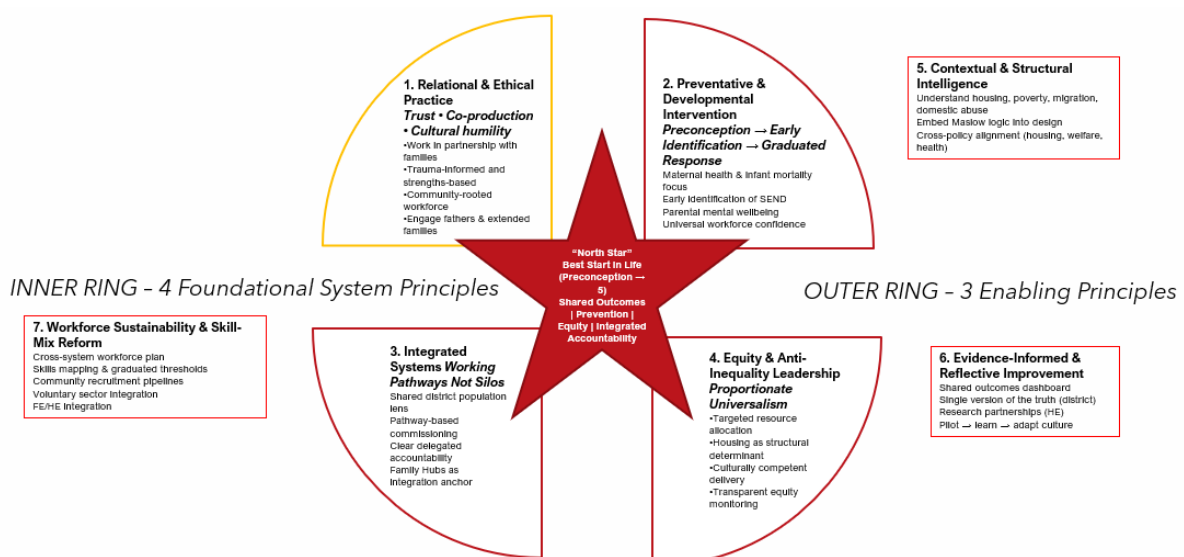 1. Relational & Ethical
Practice
Trust • Co-production
• Cultural humility
•Work in partnership with
families
•Trauma-informed and
strengths-based
•Community-rooted
workforce
•Engage fathers & extended
families
2. Preventative &
Developmental
Intervention
Preconception → Early
Identification → Graduated
Response
Maternal health & infant mortality
focus
Early identification of SEND
Parental mental wellbeing
Universal workforce confidence
5. Contextual & Structural
Intelligence
Understand housing, poverty, migration,
domestic abuse
Embed Maslow logic into design
Cross-policy alignment (housing, welfare,
health)
"North Star"
Best Start in Life
(Preconception →
5)
Shared Outcomes
| Prevention |
Equity | Integrated
Accountability
INNER RING – 4 Foundational System Principles
OUTER RING – 3 Enabling Principles
7. Workforce Sustainability & Skill-
Mix Reform
Cross-system workforce plan
Skills mapping & graduated thresholds
Community recruitment pipelines
Voluntary sector integration
FE/HE integration
3. Integrated
Systems Working
Pathways Not Silos
Shared district population
lens
Pathway-based
commissioning
Clear delegated
accountability
Family Hubs as
integration anchor
4. Equity & Anti-
Inequality Leadership
Proportionate
Universalism
•Targeted resource
allocation
•Housing as structural
determinant
•Culturally competent
delivery
•Transparent equity
monitoring
6. Evidence-Informed &
Reflective Improvement
Shared outcomes dashboard
Single version of the truth (district)
Research partnerships (HE)
Pilot → learn → adapt culture